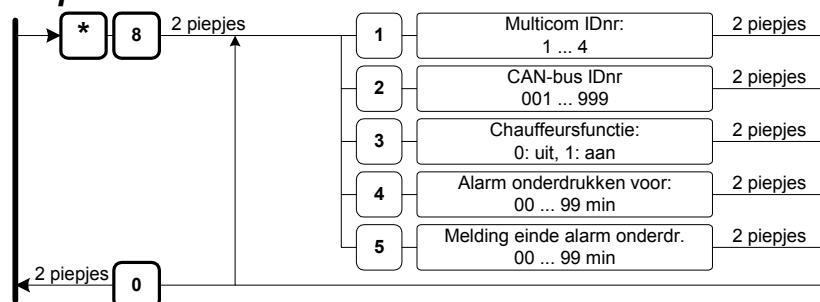 * 8 2 piepjes 1 Multicom IDnr: 2 piepjes
1 ... 4
2 CAN-bus IDnr 2 piepjes
001 ... 999
3 Chauffeursfunctie: 2 piepjes
0: uit, 1: aan
4 Alarm onderdrukken voor: 2 piepjes
00 ... 99 min
5 Melding einde alarm onderdr. 2 piepjes
00 ... 99 min
2 piepjes 0